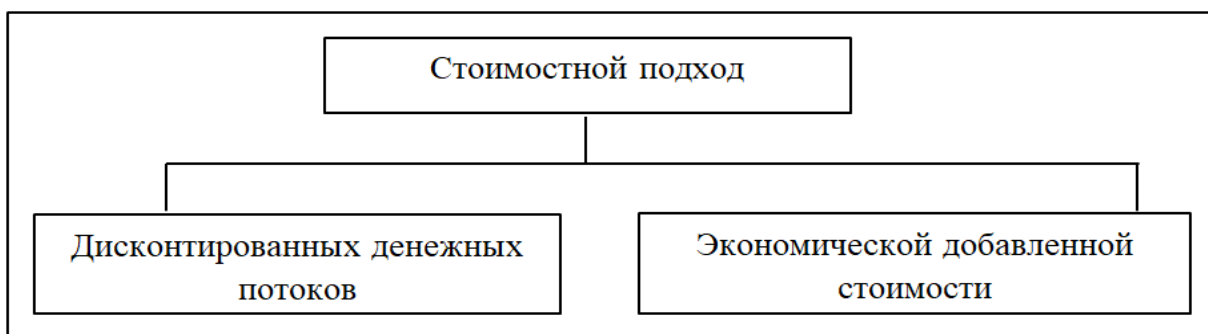 Стоимостной подход
Дисконтированных денежных
потоков
Экономической добавленной
стоимости